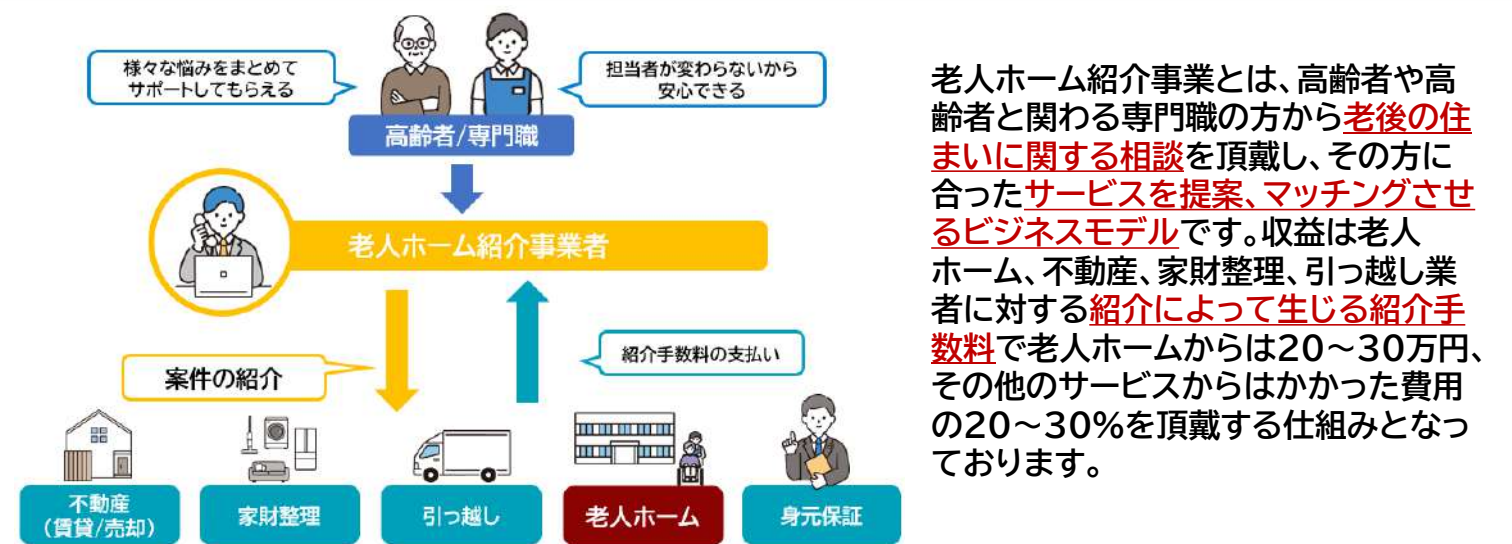 様々な悩みをまとめて
サポートしてもらえる
担当者が変わらないから
安心できる
高齢者/専門職
老人ホーム紹介事業者
案件の紹介
紹介手数料の支払い
不動産
(賃貸/売却)
家財整理
引っ越し
老人ホーム
身元保証
老人ホーム紹介事業とは、高齢者や高
齢者と関わる専門職の方から老後の住
まいに関する相談を頂戴し、その方に
合ったサービスを提案、マッチングさせ
るビジネスモデルです。収益は老人
ホーム、不動産、家財整理、引っ越し業
者に対する紹介によって生じる紹介手
数料で老人ホームからは20～30万円、
その他のサービスからはかかった費用
の20～30%を頂戴する仕組みとなっ
ております。